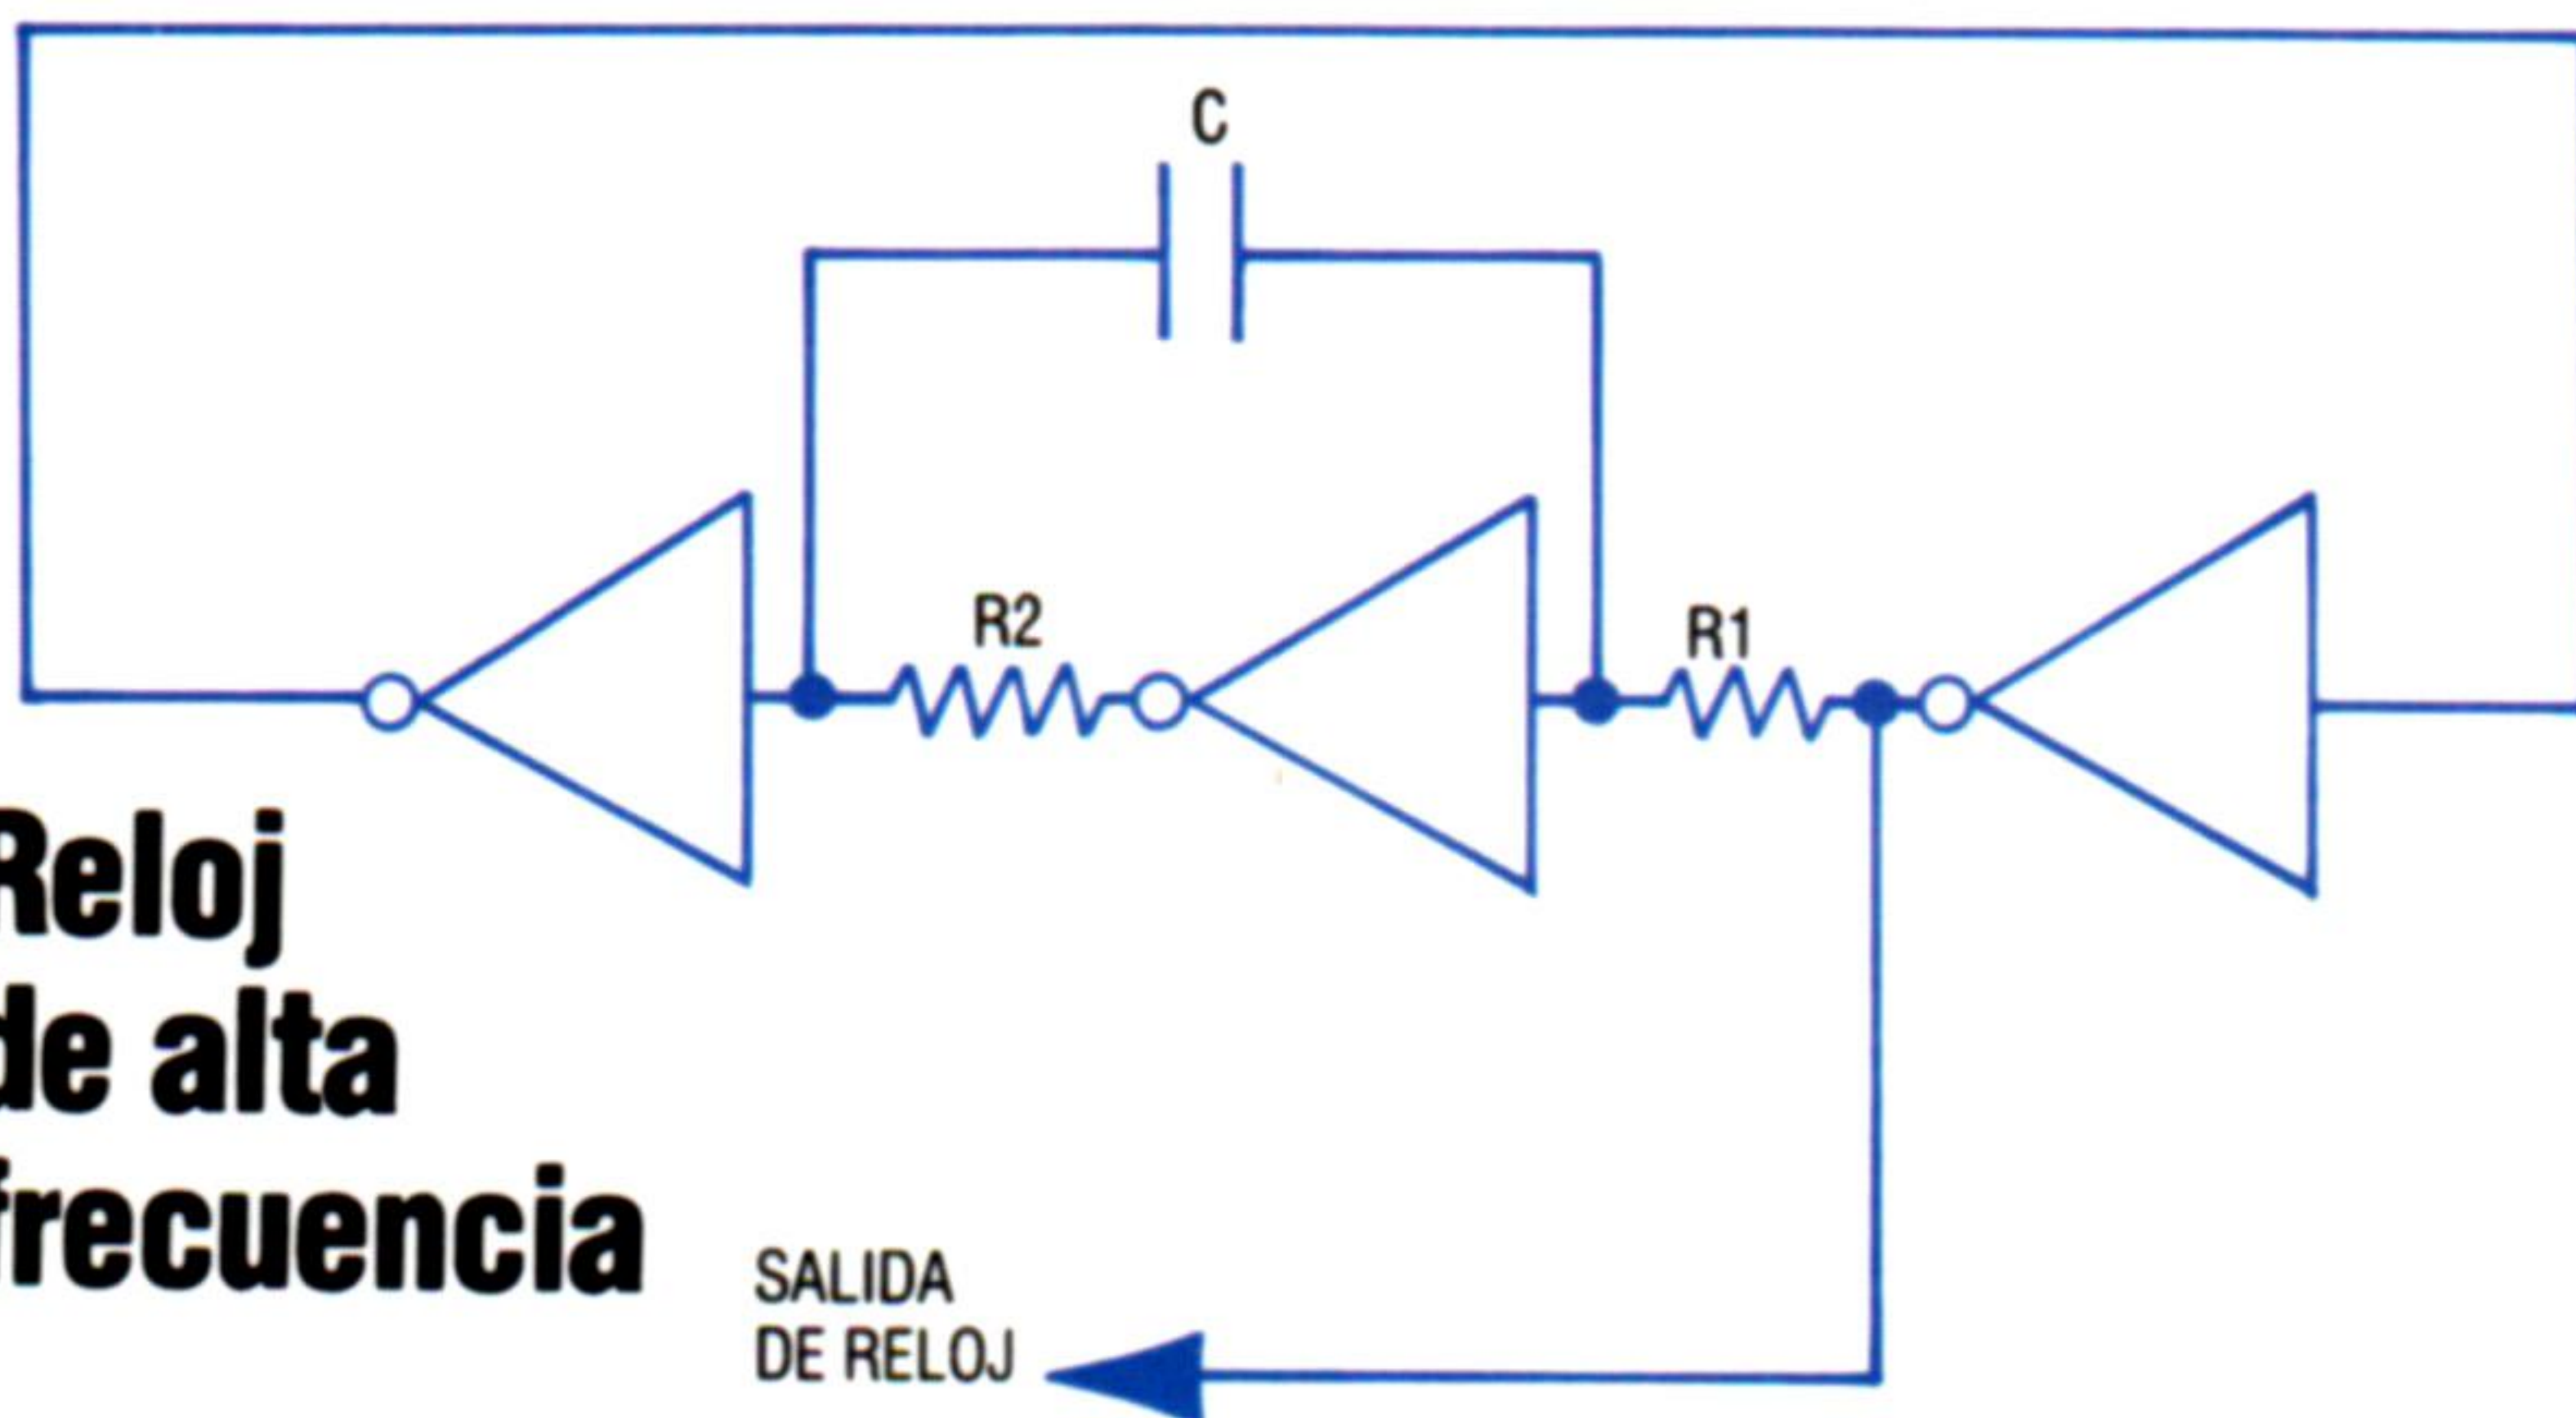 C
R2
R1
Reloj
de alta
frecuencia
SALIDA
DE RELOJ